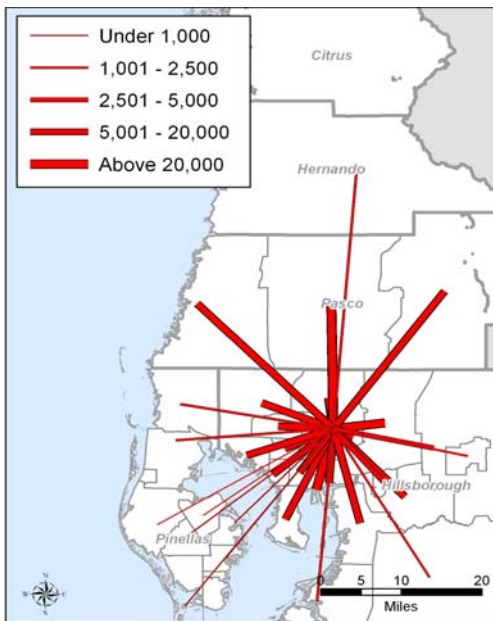 Under 1,000
1,001 - 2,500
2,501 - 5,000
5,001 - 20,000
Above 20,000
Citrus
Hernando
Pasco
Hillsborough
Pinellas
N
W E
S
0 5 10 20
Miles